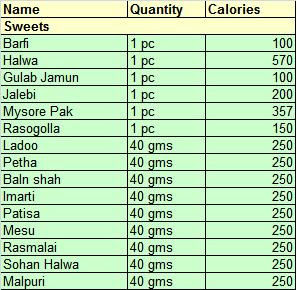 Name Quantity Calories
Sweets
Barfi 1 pc 100
Halwa 1 pc 570
Gulab Jamun 1 pc 100
Jalebi 1 pc 200
Mysore Pak 1 pc 357
Rasogolla 1 pc 150
Ladoo 40 gms 250
Petha 40 gms 250
Baln shah 40 gms 250
Imarti 40 gms 250
Patisa 40 gms 250
Mesu 40 gms 250
Rasmalai 40 gms 250
Sohan Halwa 40 gms 250
Malpuri 40 gms 250